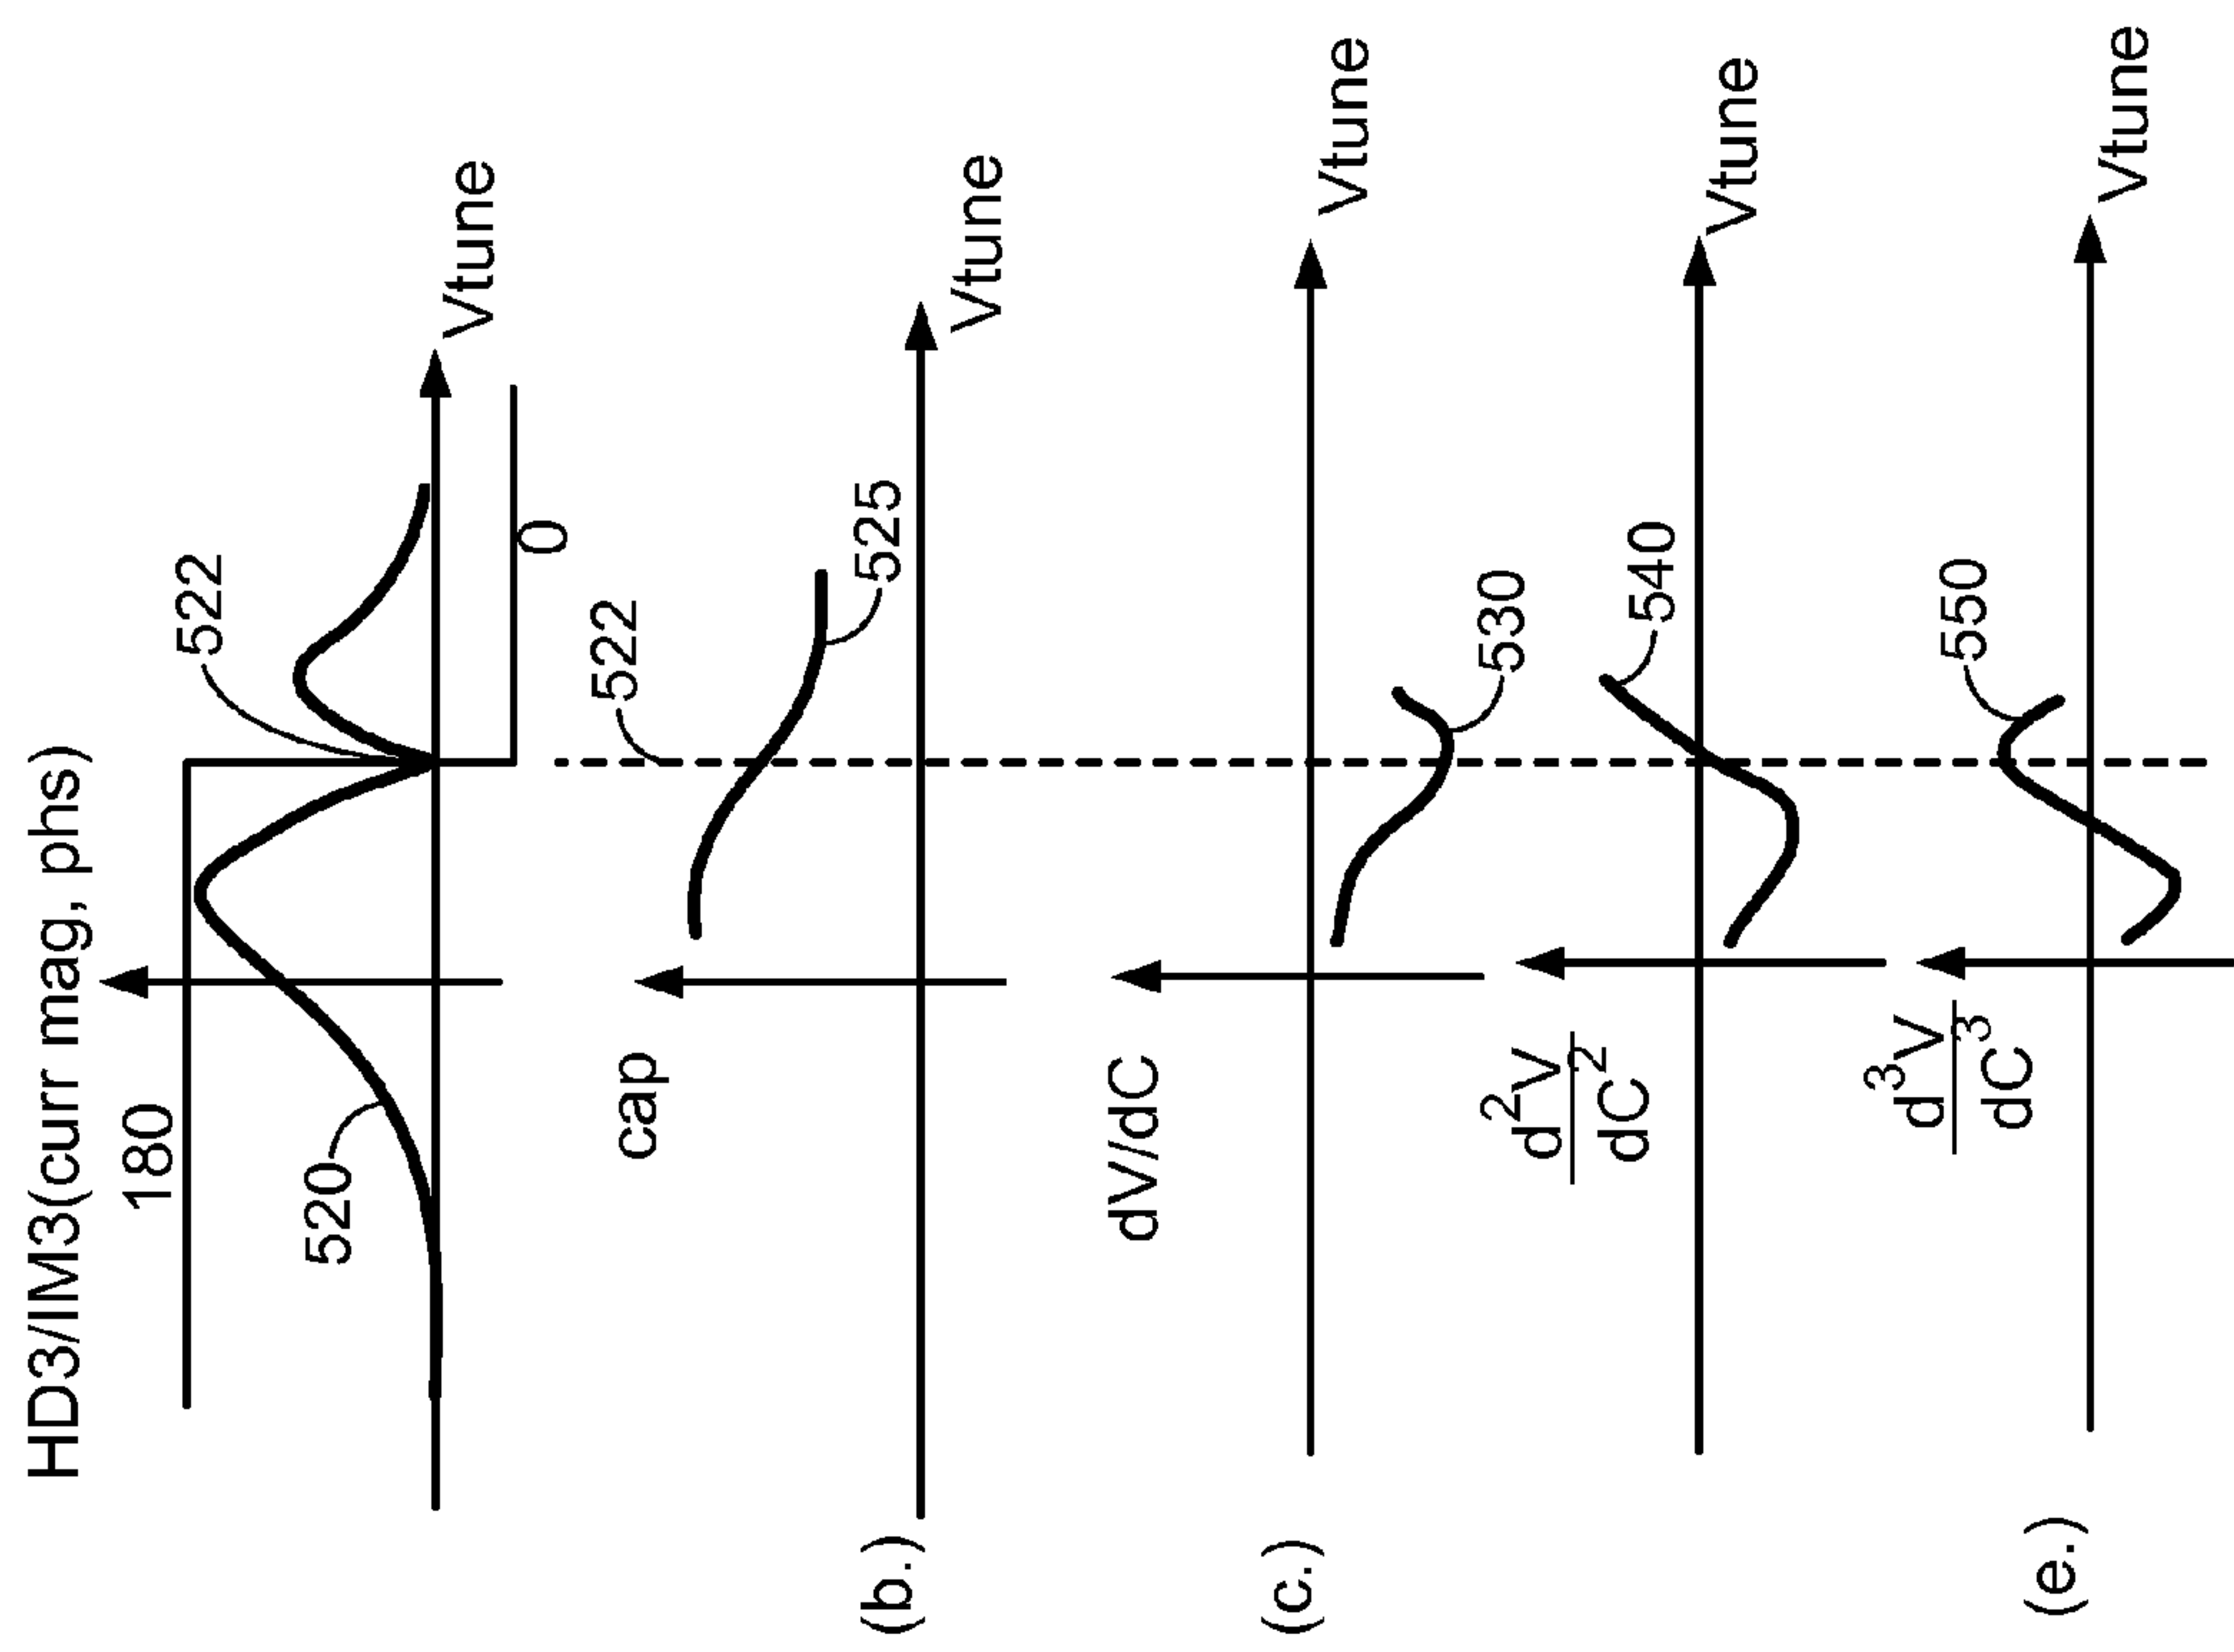 HD3/IM3(curr mag, phs)
180
520
522
Vtune
0
cap
522
525
Vtune
(b.)
dV/dC
530
Vtune
(c.)
d²V
dC²
540
Vtune
d³V
dC³
550
Vtune
(e.)